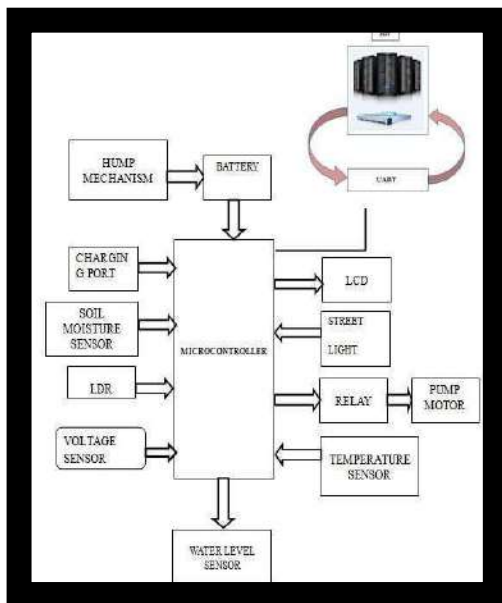 UART
HUMP
MECHANISM
BATTERY
CHARGIN
G PORT
LCD
SOIL
MOISTURE
SENSOR
STREET
LIGHT
MICROCONTROLLER
LDR
RELAY
PUMP
MOTOR
VOLTAGE
SENSOR
TEMPERATURE
SENSOR
WATER LEVEL
SENSOR